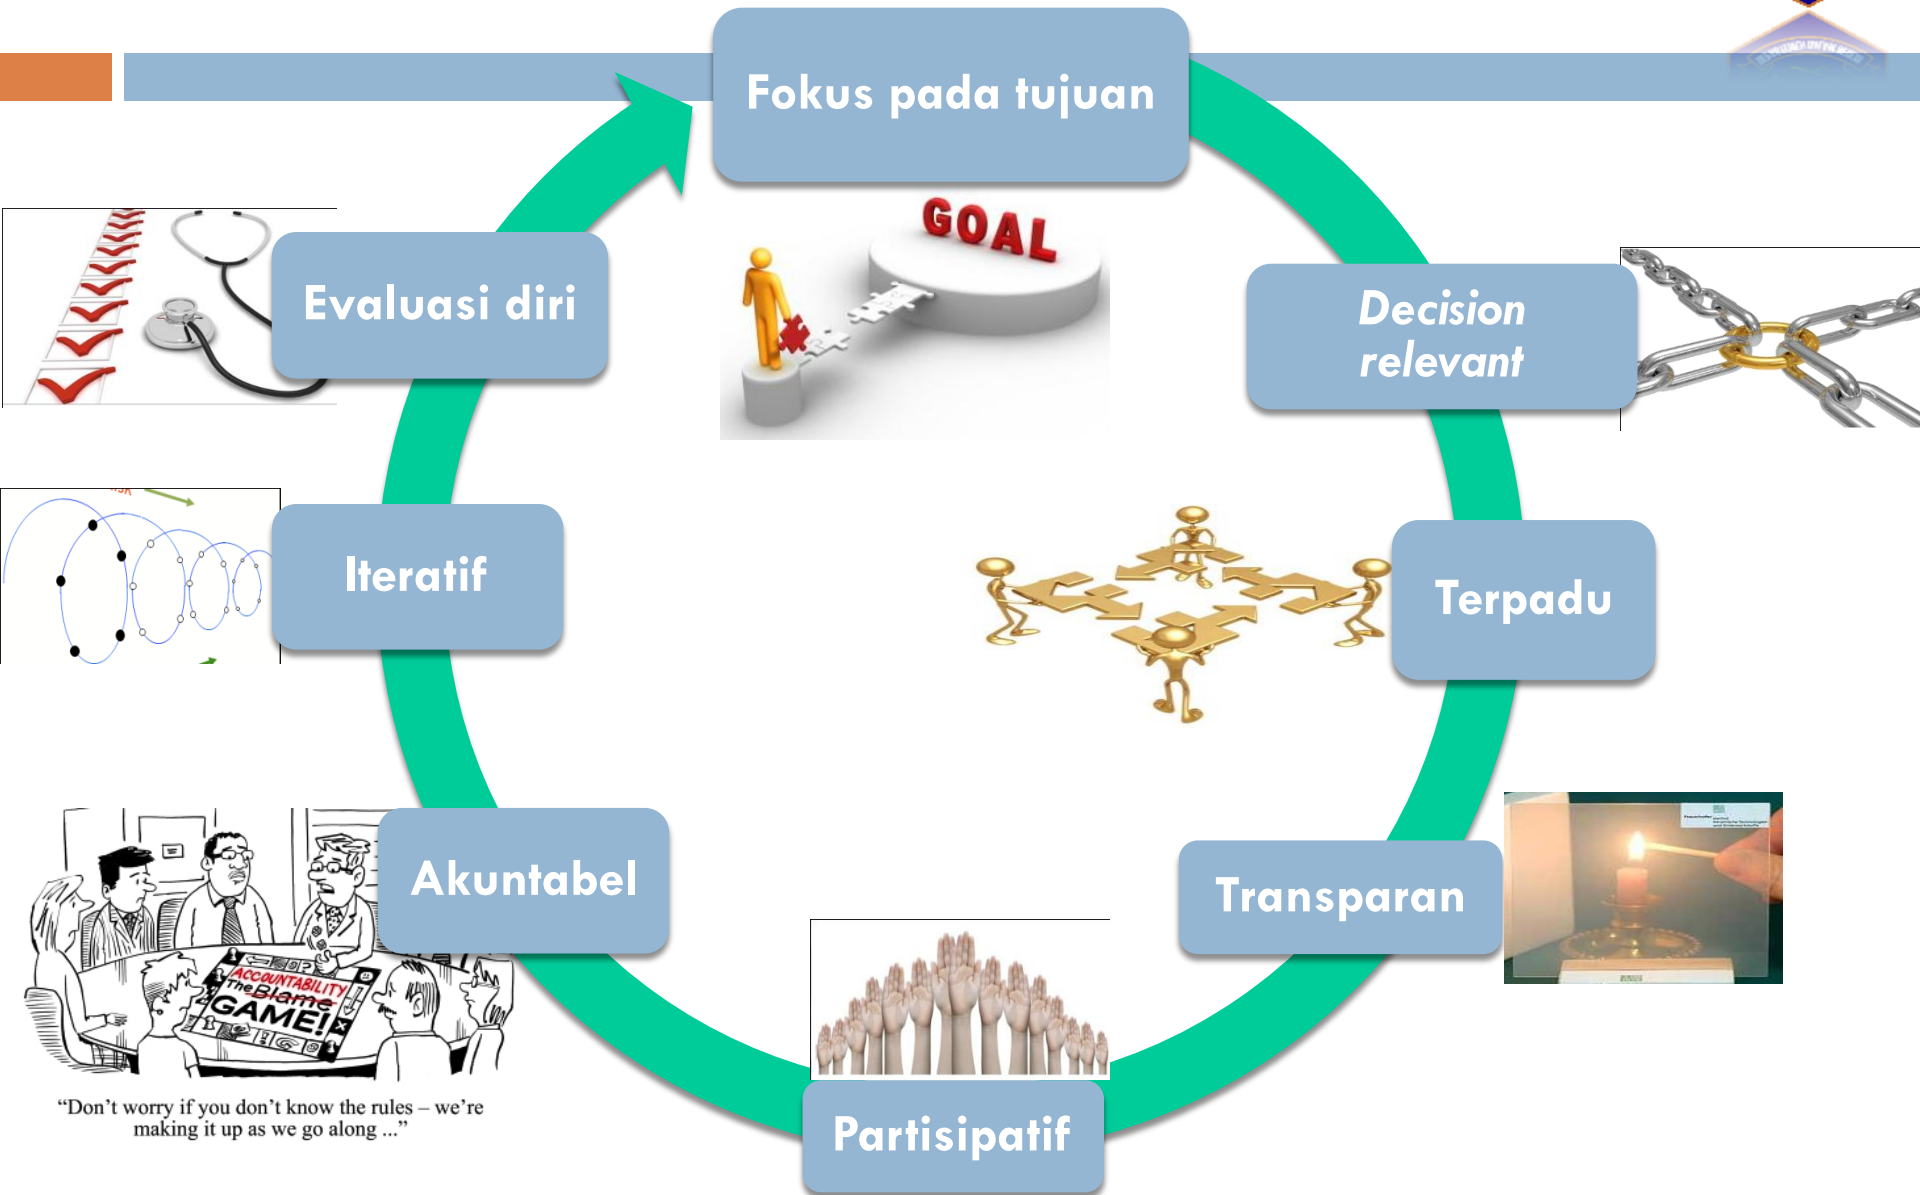 Fokus pada tujuan
GOAL
Evaluasi diri
Decision
relevant
Iteratif
Terpadu
Akuntabel
Transparan
ACCOUNTABILITY
The Blame
GAME!
Partisipatif
“Don’t worry if you don’t know the rules – we’re
making it up as we go along ...”